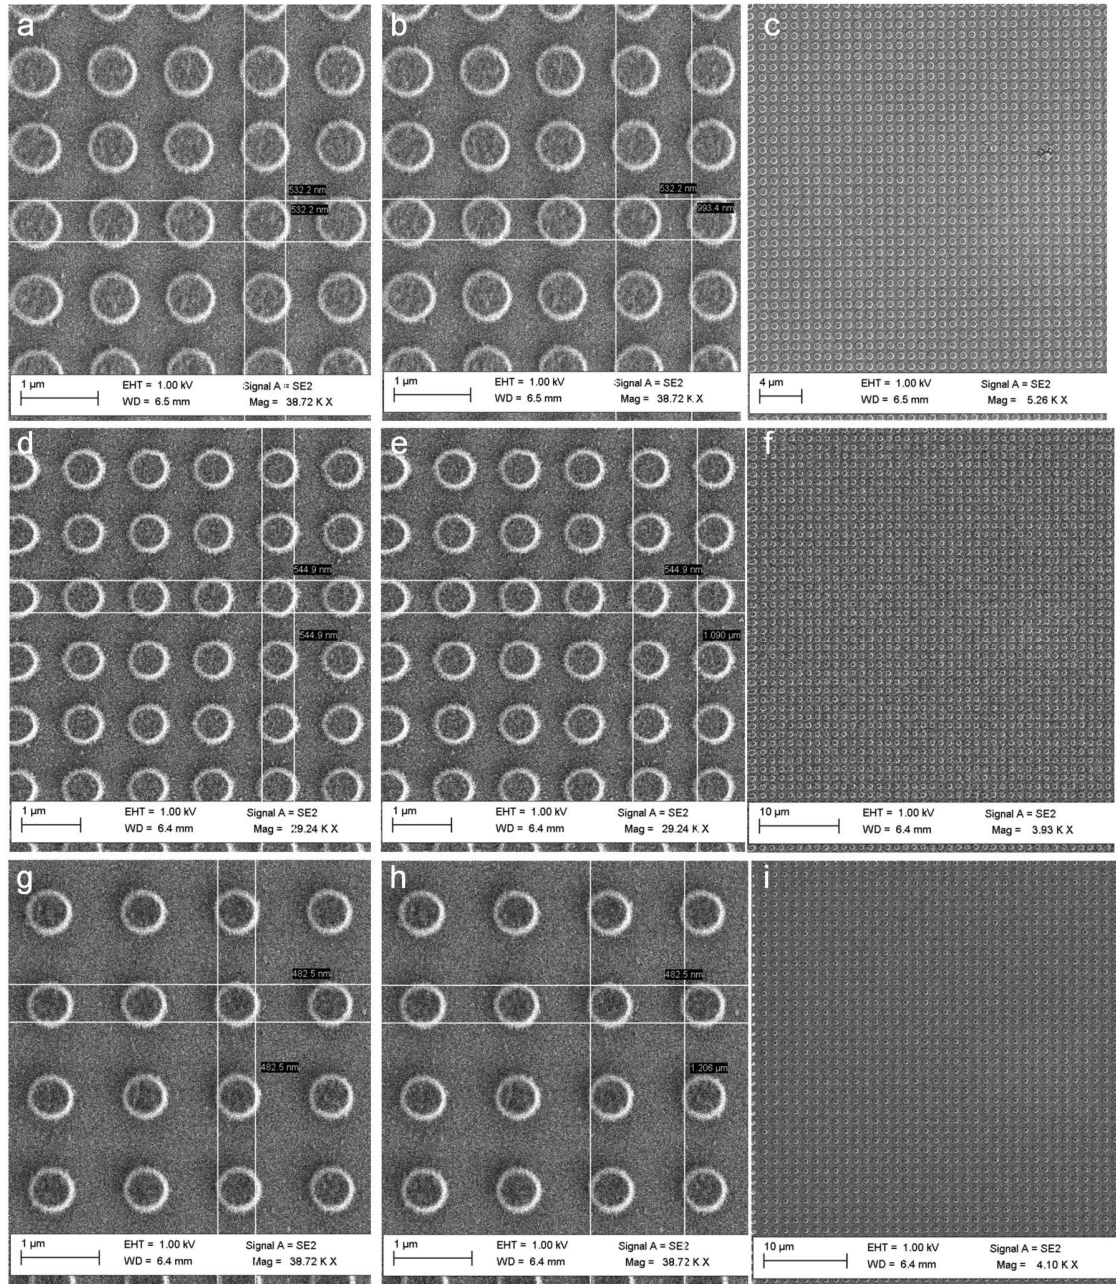 a
532.2 nm
532.2 nm
1 µm
EHT = 1.00 kV
Signal A = SE2
WD = 6.5 mm
Mag = 38.72 K X
b
532.2 nm
993.4 nm
1 µm
EHT = 1.00 kV
Signal A = SE2
WD = 6.5 mm
Mag = 38.72 K X
c
4 µm
EHT = 1.00 kV
Signal A = SE2
WD = 6.5 mm
Mag = 5.26 K X
d
544.9 nm
544.9 nm
1 µm
EHT = 1.00 kV
Signal A = SE2
WD = 6.4 mm
Mag = 29.24 K X
e
544.9 nm
1.090 µm
1 µm
EHT = 1.00 kV
Signal A = SE2
WD = 6.4 mm
Mag = 29.24 K X
f
10 µm
EHT = 1.00 kV
Signal A = SE2
WD = 6.4 mm
Mag = 3.93 K X
g
482.5 nm
482.5 nm
1 µm
EHT = 1.00 kV
Signal A = SE2
WD = 6.4 mm
Mag = 38.72 K X
h
482.5 nm
1.206 µm
1 µm
EHT = 1.00 kV
Signal A = SE2
WD = 6.4 mm
Mag = 38.72 K X
i
10 µm
EHT = 1.00 kV
Signal A = SE2
WD = 6.4 mm
Mag = 4.10 K X